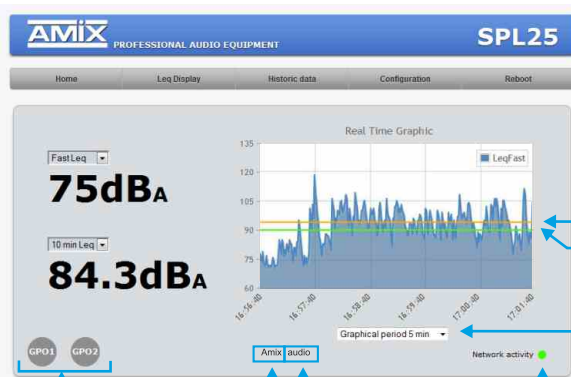 AMIX PROFESSIONAL AUDIO EQUIPMENT SPL25
Home Leq Display Historic data Configuration Reboot
Real Time Graphic
LeqFast
135
120
105
90
75
60
16:56:40 16:57:40 16:58:40 16:59:40 17:00:40 17:01:40
Fast Leq
75dBA
10 min Leq
84.3dBA
Graphical period 5 min
GPO1 GPO2
Amix audio
Network activity